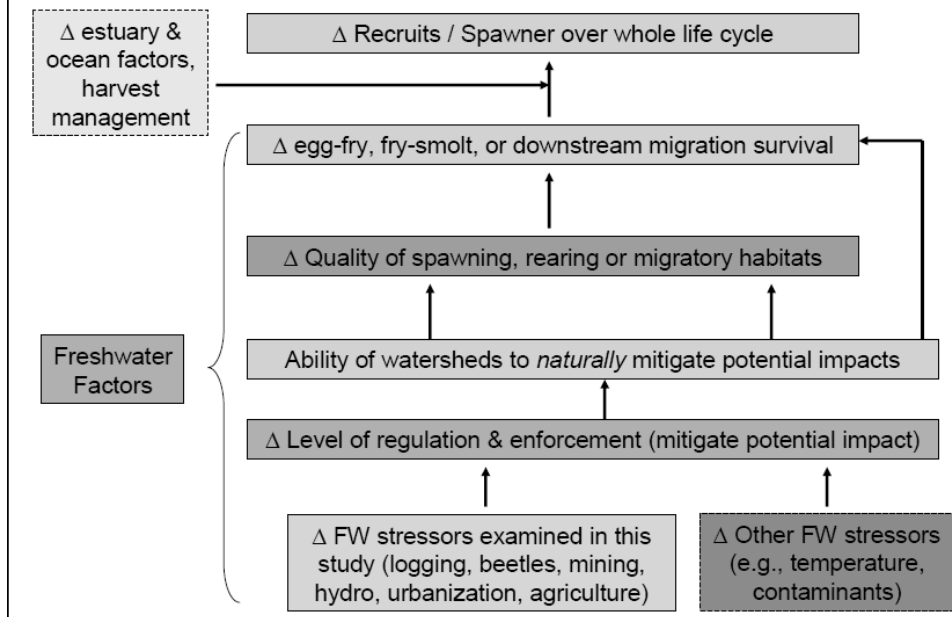 Δ estuary &
ocean factors,
harvest
management
Δ Recruits / Spawner over whole life cycle
Δ egg-fry, fry-smolt, or downstream migration survival
Δ Quality of spawning, rearing or migratory habitats
Freshwater
Factors
Ability of watersheds to naturally mitigate potential impacts
Δ Level of regulation & enforcement (mitigate potential impact)
Δ FW stressors examined in this
study (logging, beetles, mining,
hydro, urbanization, agriculture)
Δ Other FW stressors
(e.g., temperature,
contaminants)